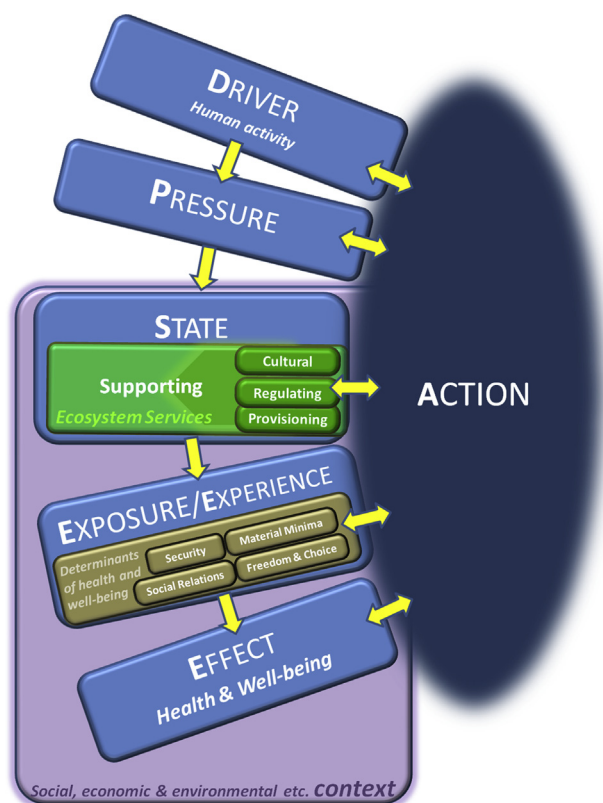 DRIVER
Human activity
PRESSURE
STATE
Cultural
Supporting
Regulating
Ecosystem Services
Provisioning
ACTION
EXPOSURE/EXPERIENCE
Determinants
of health and
well-being
Security
Material Minima
Social Relations
Freedom & Choice
EFFECT
Health & Well-being
Social, economic & environmental etc. context